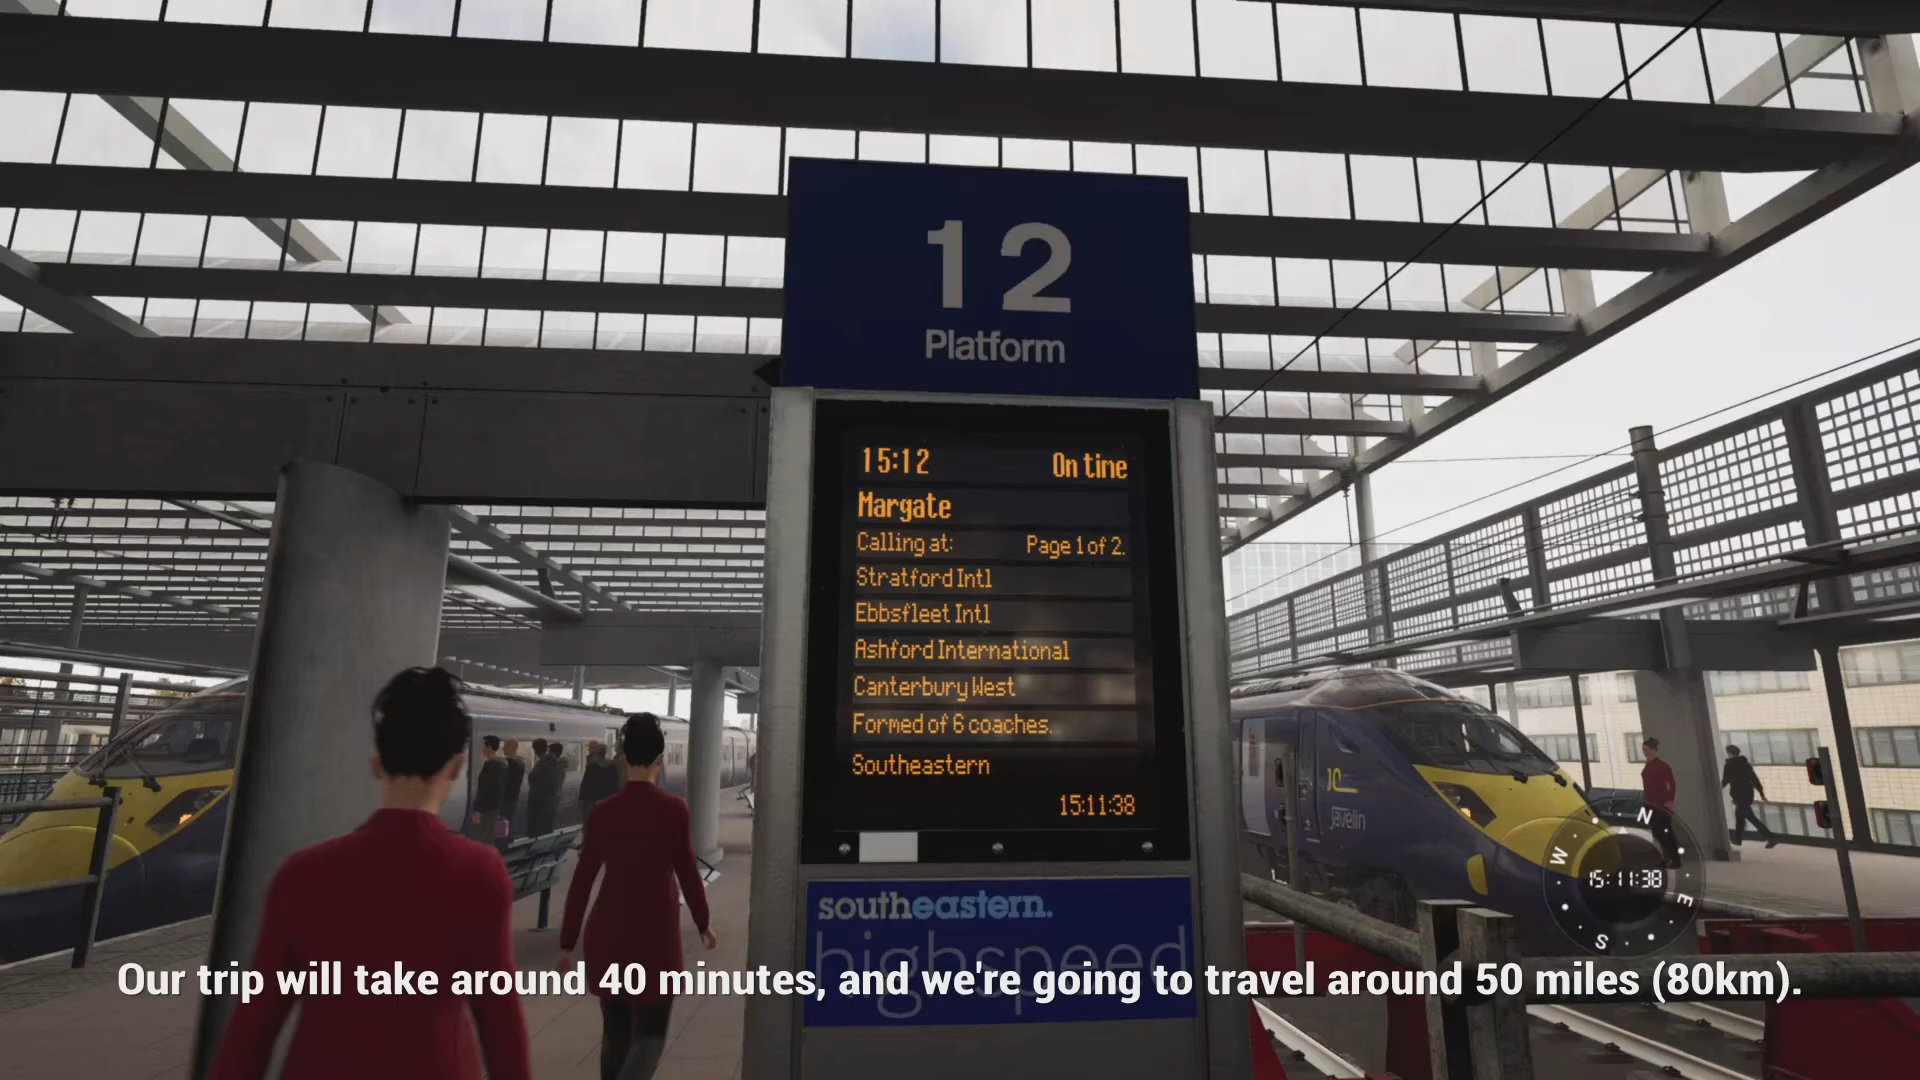 12
Platform
15:12 On tine
Margate
Calling at: Page 1 of 2.
Stratford Intl
Ebbsfleet Intl
Ashford International
Canterbury West
Formed of 6 coaches.
Southeastern
15:11:38
southeastern.
highspeed
Javelin
N
W
15:11:38
E
S
Our trip will take around 40 minutes, and we're going to travel around 50 miles (80km).